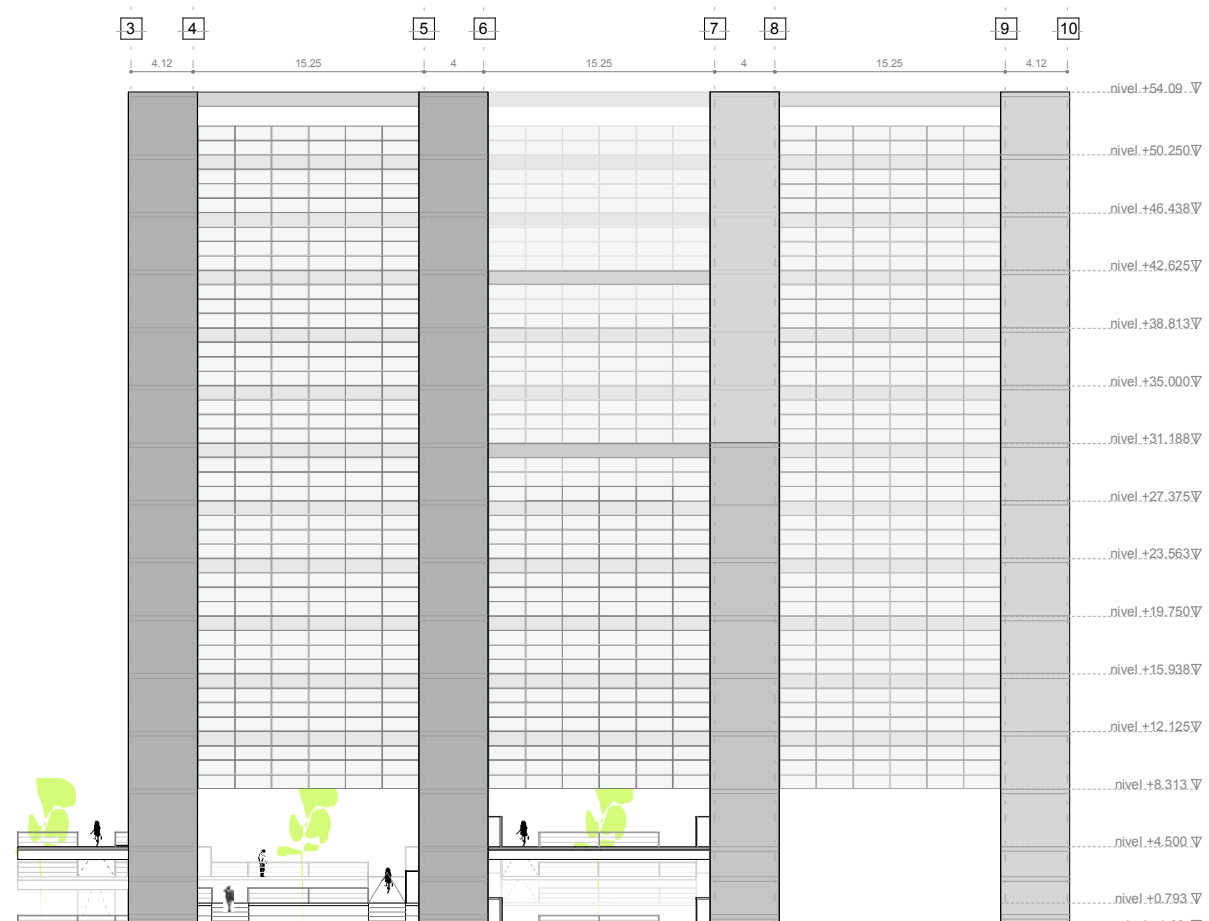 3 4 5 6 7 8 9 10
4.12 15.25 4 15.25 4 15.25 4.12
nivel +54.09
nivel +50.250
nivel +46.438
nivel +42.625
nivel +38.813
nivel +35.000
nivel +31.188
nivel +27.375
nivel +23.563
nivel +19.750
nivel +15.938
nivel +12.125
nivel +8.313
nivel +4.500
nivel +0.793